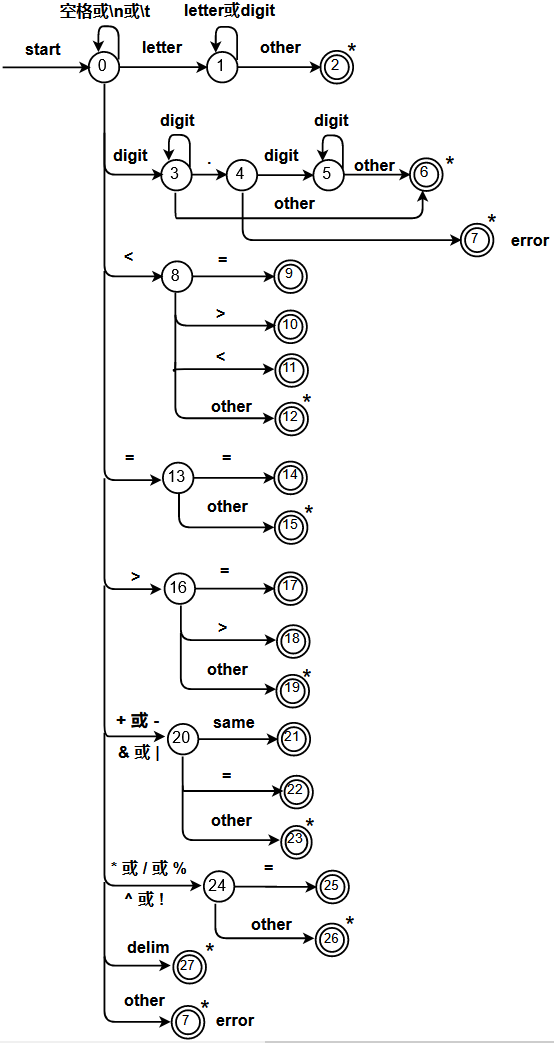 空格或\n或\t
letter或digit
start
0
letter
1
other
2
*
digit
digit
digit
3
.
4
digit
5
other
6
*
other
7
*
error
<
8
=
9
>
10
<
11
other
12
*
=
13
=
14
other
15
*
>
16
=
17
>
18
other
19
*
+ 或 -
& 或 |
20
same
21
=
22
other
23
*
* 或 / 或 %
^ 或 !
24
=
25
other
26
*
delim
27
*
other
7
*
error